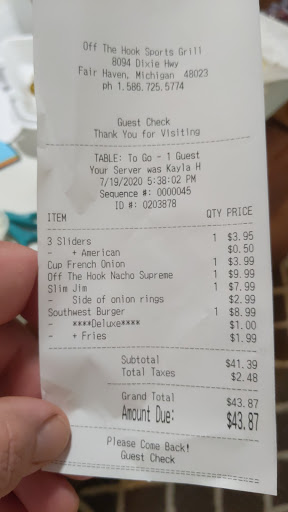 Off The Hook Sports Grill
8094 Dixie Hwy
Fair Haven, Michigan 48023
ph 1.586.725.5774
Guest Check
Thank You for Visiting
TABLE: To Go - 1 Guest
Your Server was Kayla H
7/19/2020 5:38:02 PM
Sequence #: 0000045
ID #: 0203878
ITEM QTY PRICE
3 Sliders 1 $3.95
- + American $0.50
Cup French Onion 1 $3.99
Off The Hook Nacho Supreme 1 $9.99
Slim Jim 1 $7.99
- Side of onion rings $2.99
Southwest Burger 1 $8.99
- ****Deluxe**** $1.00
- + Fries $1.99
Subtotal $41.39
Total Taxes $2.48
Grand Total $43.87
Amount Due: $43.87
Please Come Back!
Guest Check